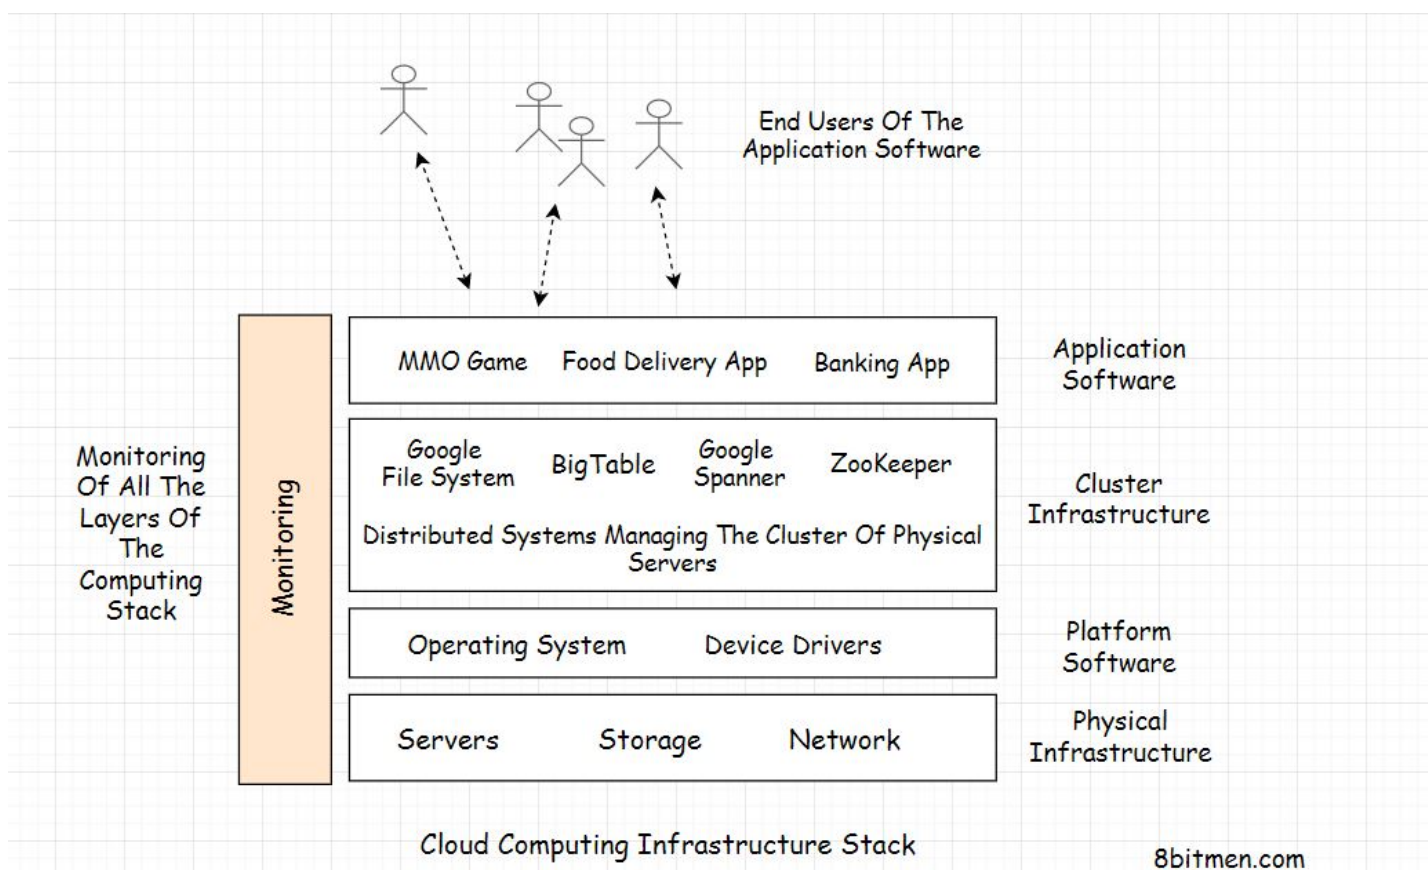 End Users Of The
Application Software
MMO Game Food Delivery App Banking App
Application
Software
Monitoring
Of All The
Layers Of
The
Computing
Stack
Monitoring
Google
File System
BigTable
Google
Spanner
ZooKeeper
Distributed Systems Managing The Cluster Of Physical
Servers
Cluster
Infrastructure
Operating System Device Drivers
Platform
Software
Servers Storage Network
Physical
Infrastructure
Cloud Computing Infrastructure Stack
8bitmen.com